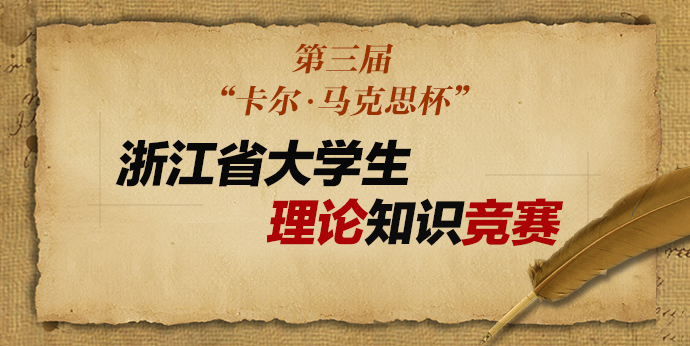 第三届
“卡尔·马克思杯”
浙江省大学生
理论知识竞赛